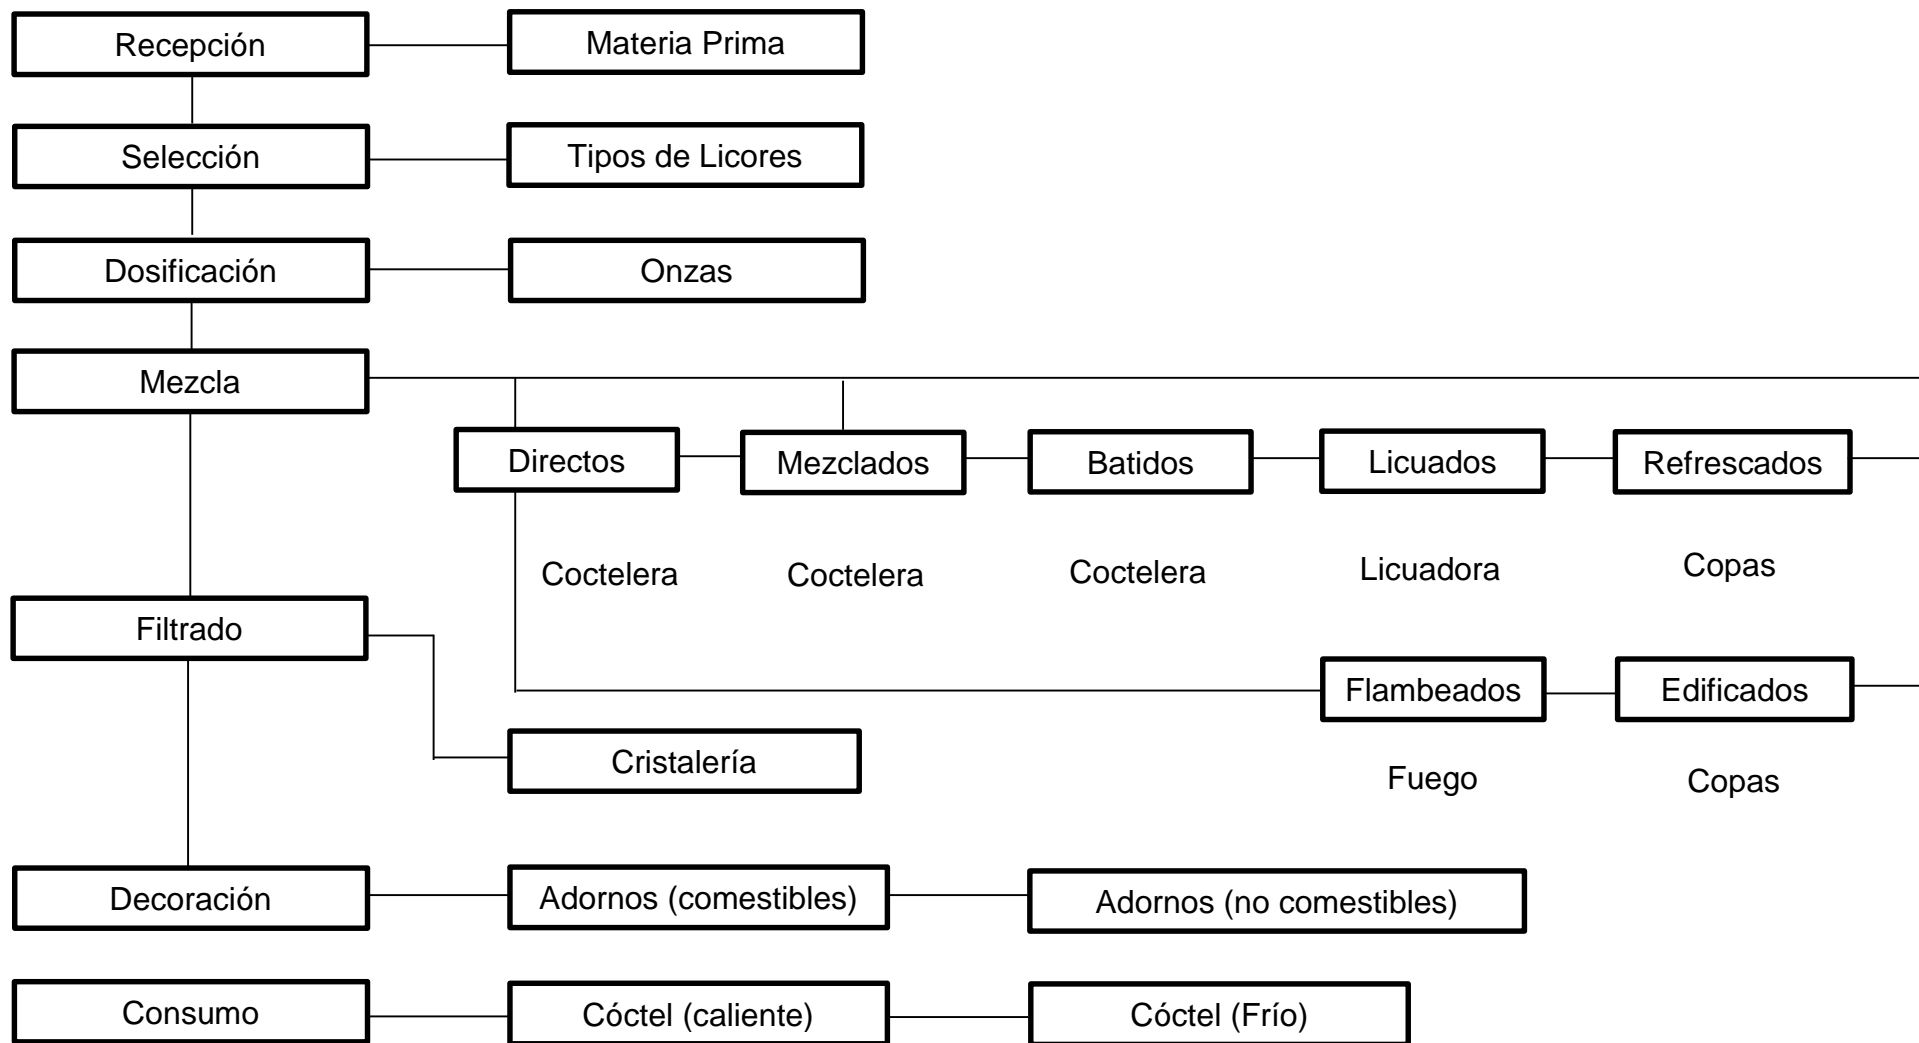 Recepción
Materia Prima
Selección
Tipos de Licores
Dosificación
Onzas
Mezcla
Directos
Mezclados
Batidos
Licuados
Refrescados
Coctelera
Coctelera
Coctelera
Licuadora
Copas
Filtrado
Flambeados
Edificados
Cristalería
Fuego
Copas
Decoración
Adornos (comestibles)
Adornos (no comestibles)
Consumo
Cóctel (caliente)
Cóctel (Frío)